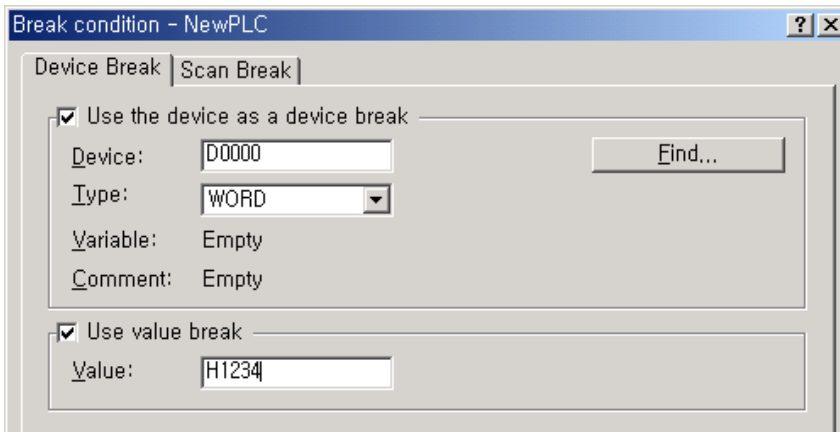 Break condition - NewPLC
Device Break Scan Break
Use the device as a device break
Device: D0000 Find...
Type: WORD
Variable: Empty
Comment: Empty
Use value break
Value: H1234